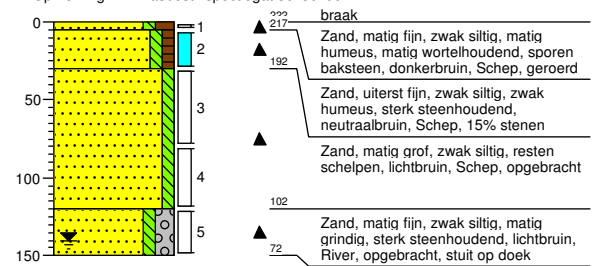 0
50
100
150
1
2
3
4
5
222
braak
217
Zand, matig fijn, zwak siltig, matig
humeus, matig wortelhoudend, sporen
baksteen, donkerbruin, Schep, geroerd
192
Zand, uiterst fijn, zwak siltig, zwak
humeus, sterk steenhoudend,
neutraalbruin, Schep, 15% stenen
Zand, matig grof, zwak siltig, resten
schelpen, lichtbruin, Schep, opgebracht
102
Zand, matig fijn, zwak siltig, matig
grindig, sterk steenhoudend, lichtbruin,
River, opgebracht, stuit op doek
72